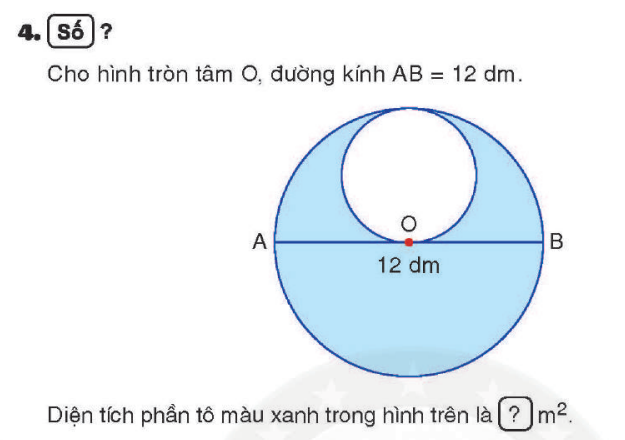 4. Số ?
Cho hình tròn tâm O, đường kính AB = 12 dm.
O
A
B
12 dm
Diện tích phần tô màu xanh trong hình trên là ? m².